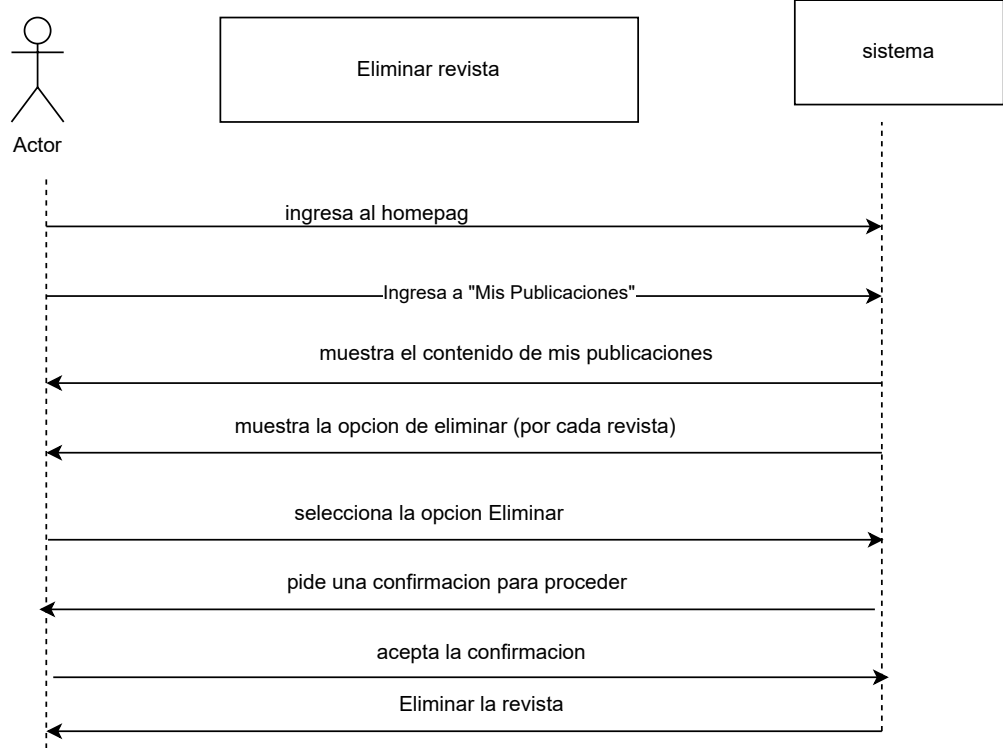 Eliminar revista
sistema
Actor
ingresa al homepag
Ingresa a "Mis Publicaciones"
muestra el contenido de mis publicaciones
muestra la opcion de eliminar (por cada revista)
selecciona la opcion Eliminar
pide una confirmacion para proceder
acepta la confirmacion
Eliminar la revista